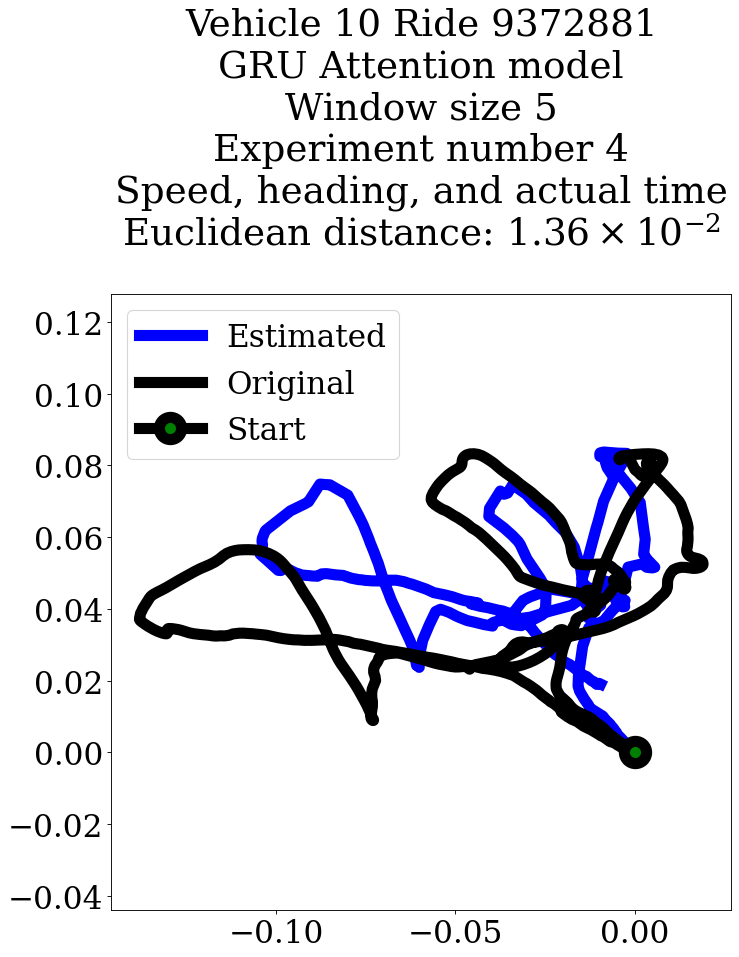 Vehicle 10 Ride 9372881
GRU Attention model
Window size 5
Experiment number 4
Speed, heading, and actual time
Euclidean distance: 1.36 × 10⁻²
Estimated
Original
Start
0.12
0.10
0.08
0.06
0.04
0.02
0.00
−0.02
−0.04
−0.10
−0.05
0.00